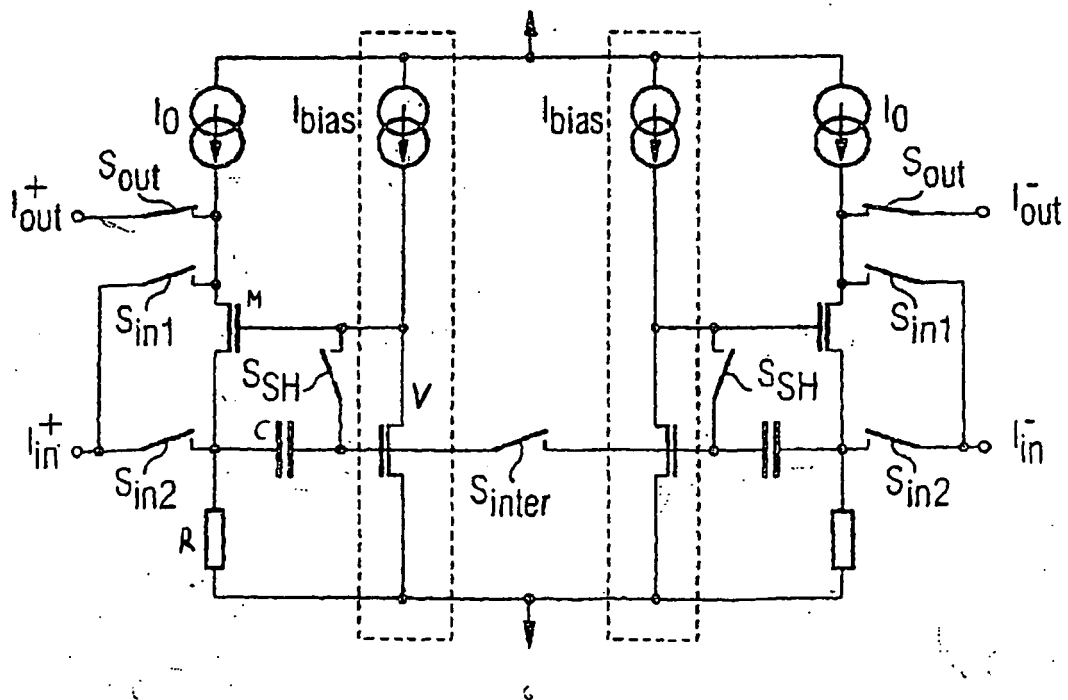 I0 Ibias Ibias I0
Sout Sout
I+out I-out
M
Sin1 Sin1
SSH V SSH
I+in C I-in
Sin2 Sinter Sin2
R